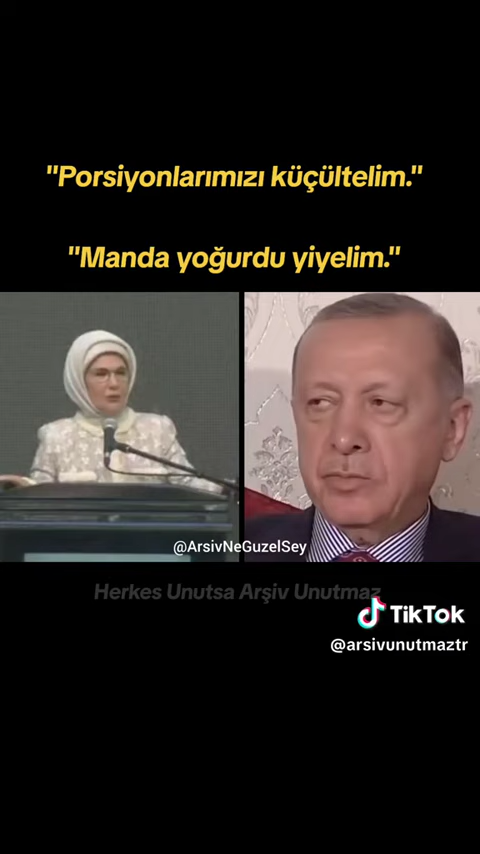 "Porsiyonlarımızı küçültelim."
"Manda yoğurdu yiyelim."
@ArsivNeGuzelSey
Herkes Unutsa Arşiv Unutmaz
TikTok
@arsivunutmaztr